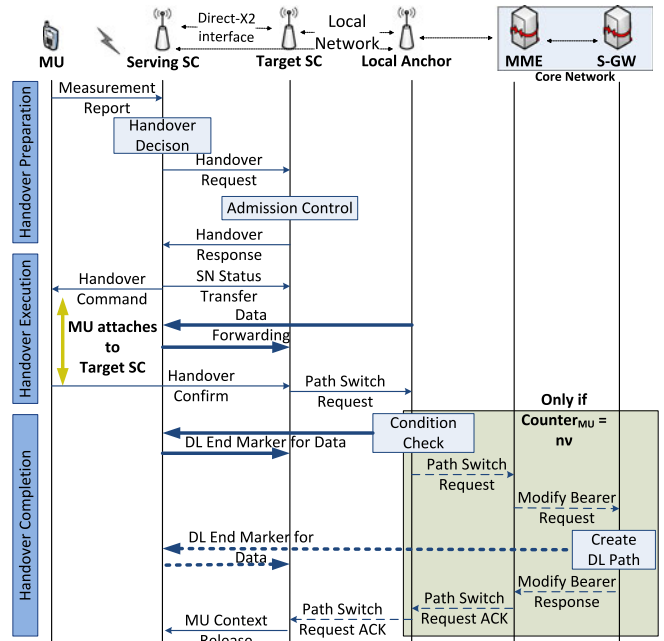 Direct-X2
interface
Local
Network
MU
Serving SC
Target SC
Local Anchor
MME
S-GW
Core Network
Handover Preparation
Measurement
Report
Handover
Decison
Handover
Request
Admission Control
Handover
Response
Handover Execution
Handover
Command
SN Status
Transfer
Data
Forwarding
MU attaches
to
Target SC
Handover
Confirm
Path Switch
Request
Handover Completion
Only if
CounterMU =
nν
Condition
Check
DL End Marker for Data
Path Switch
Request
Modify Bearer
Request
DL End Marker for
Data
Create
DL Path
Modify Bearer
Response
Path Switch
Request ACK
Path Switch
Request ACK
MU Context
Release